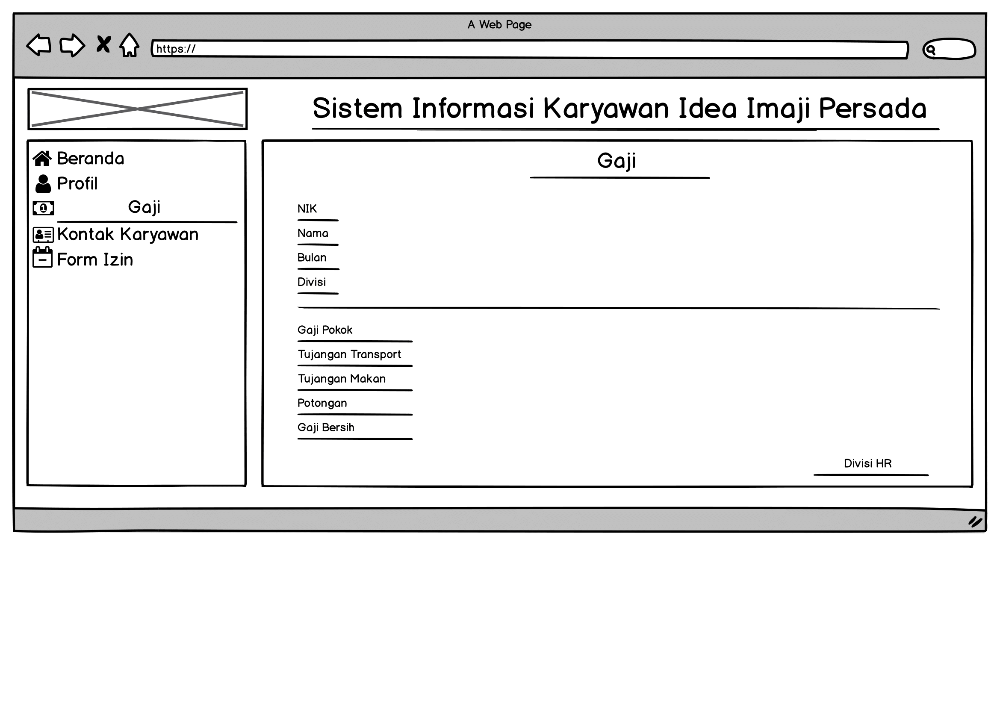 A Web Page
https://
Sistem Informasi Karyawan Idea Imaji Persada
Beranda
Profil
Gaji
Kontak Karyawan
Form Izin
Gaji
NIK
Nama
Bulan
Divisi
Gaji Pokok
Tujangan Transport
Tujangan Makan
Potongan
Gaji Bersih
Divisi HR